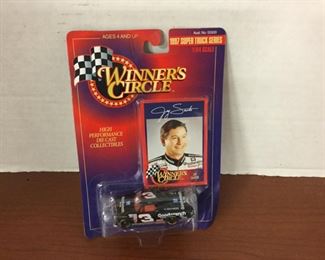 AGES 4 AND UP
1997 SUPER TRUCK SERIES
1:64 SCALE
WINNER'S
CIRCLE
HIGH
PERFORMANCE
DIE CAST
COLLECTIBLES
WINNER'S
CIRCLE
3
Goodwrench